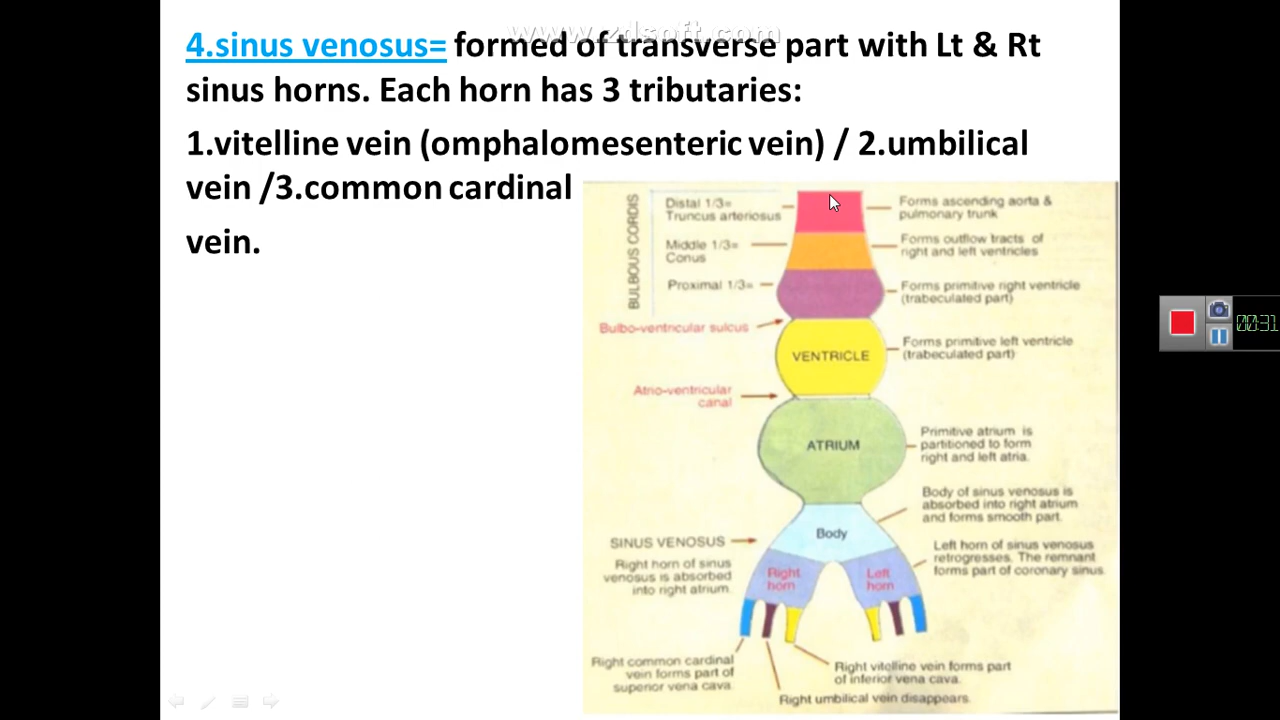 www.zdsoft.com
4.sinus venosus= formed of transverse part with Lt & Rt
sinus horns. Each horn has 3 tributaries:
1.vitelline vein (omphalomesenteric vein) / 2.umbilical
vein /3.common cardinal
vein.
BULBOUS CORDIS
Distal 1/3=
Truncus arteriosus
Forms ascending aorta &
pulmonary trunk
Middle 1/3=
Conus
Forms outflow tracts of
right and left ventricles
Proximal 1/3=
Forms primitive right ventricle
(trabeculated part)
Bulbo-ventricular sulcus
VENTRICLE
Forms primitive left ventricle
(trabeculated part)
Atrio-ventricular
canal
ATRIUM
Primitive atrium is
partitioned to form
right and left atria.
Body of sinus venosus is
absorbed into right atrium
and forms smooth part.
Body
SINUS VENOSUS
Right horn of sinus
venosus is absorbed
into right atrium.
Right
horn
Left
horn
Left horn of sinus venosus
retrogresses. The remnant
forms part of coronary sinus.
Right common cardinal
vein forms part of
superior vena cava.
Right vitelline vein forms part
of inferior vena cava.
Right umbilical vein disappears.
00:31